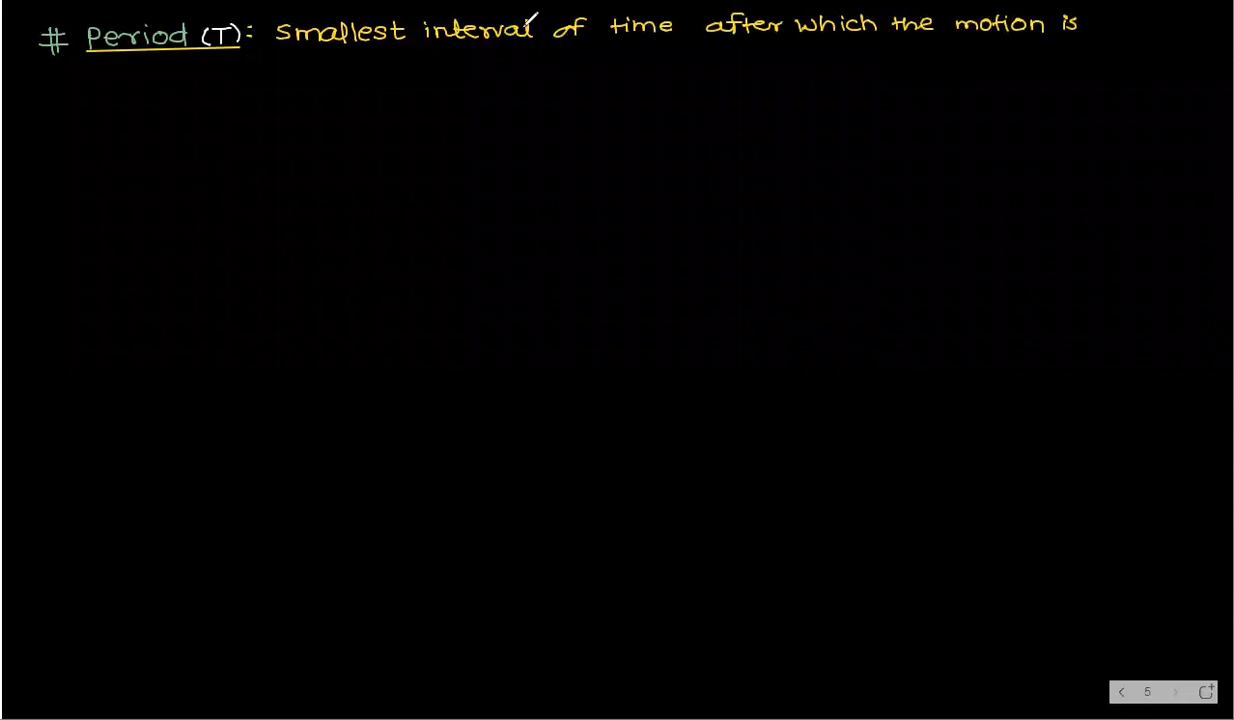 # Period (T): Smallest interval of time after which the motion is
5